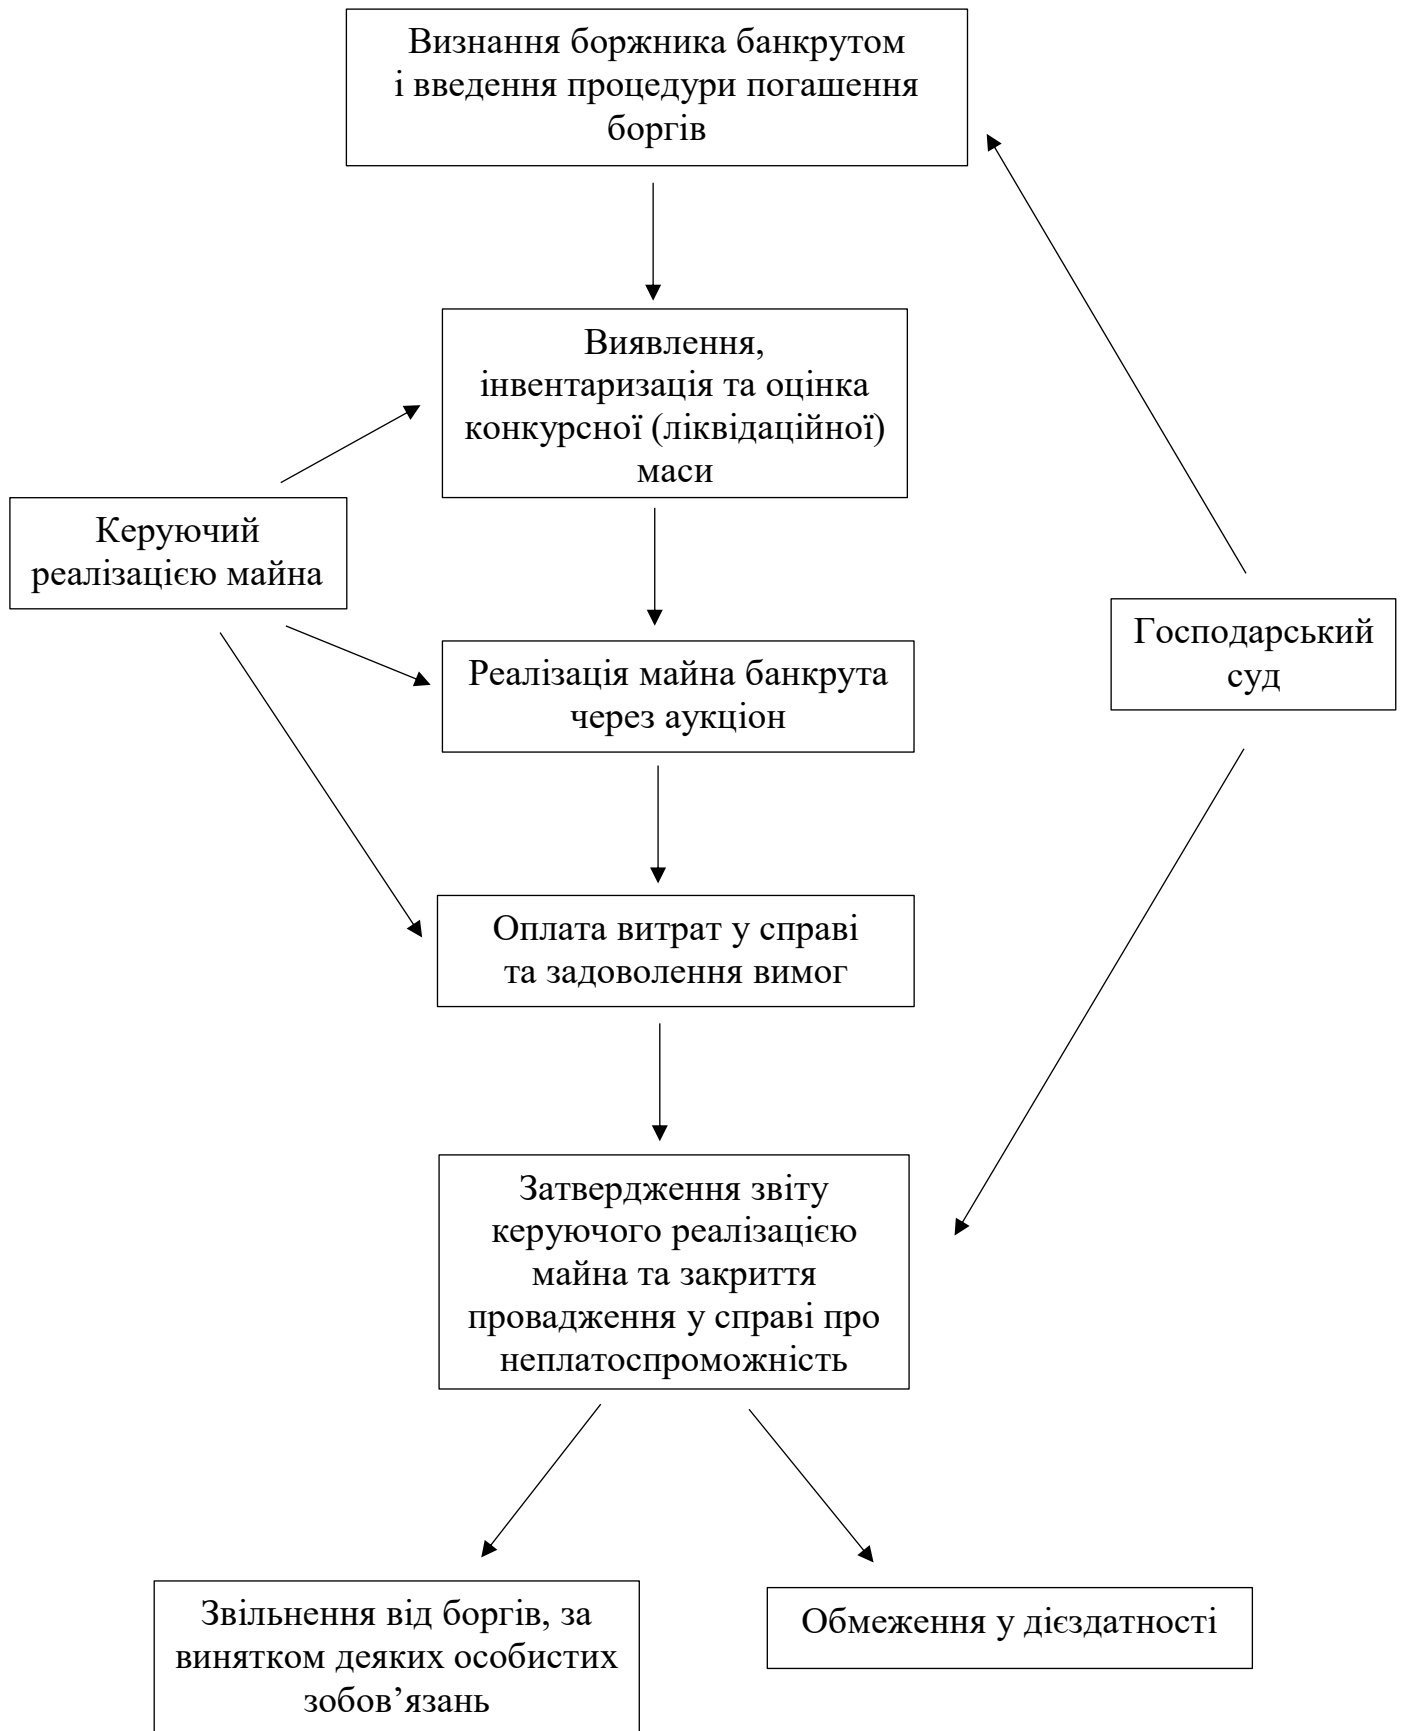 Визнання боржника банкрутом
і введення процедури погашення
боргів
Виявлення,
інвентаризація та оцінка
конкурсної (ліквідаційної)
маси
Керуючий
реалізацією майна
Господарський
суд
Реалізація майна банкрута
через аукціон
Оплата витрат у справі
та задоволення вимог
Затвердження звіту
керуючого реалізацією
майна та закриття
провадження у справі про
неплатоспроможність
Звільнення від боргів, за
винятком деяких особистих
зобов’язань
Обмеження у дієздатності